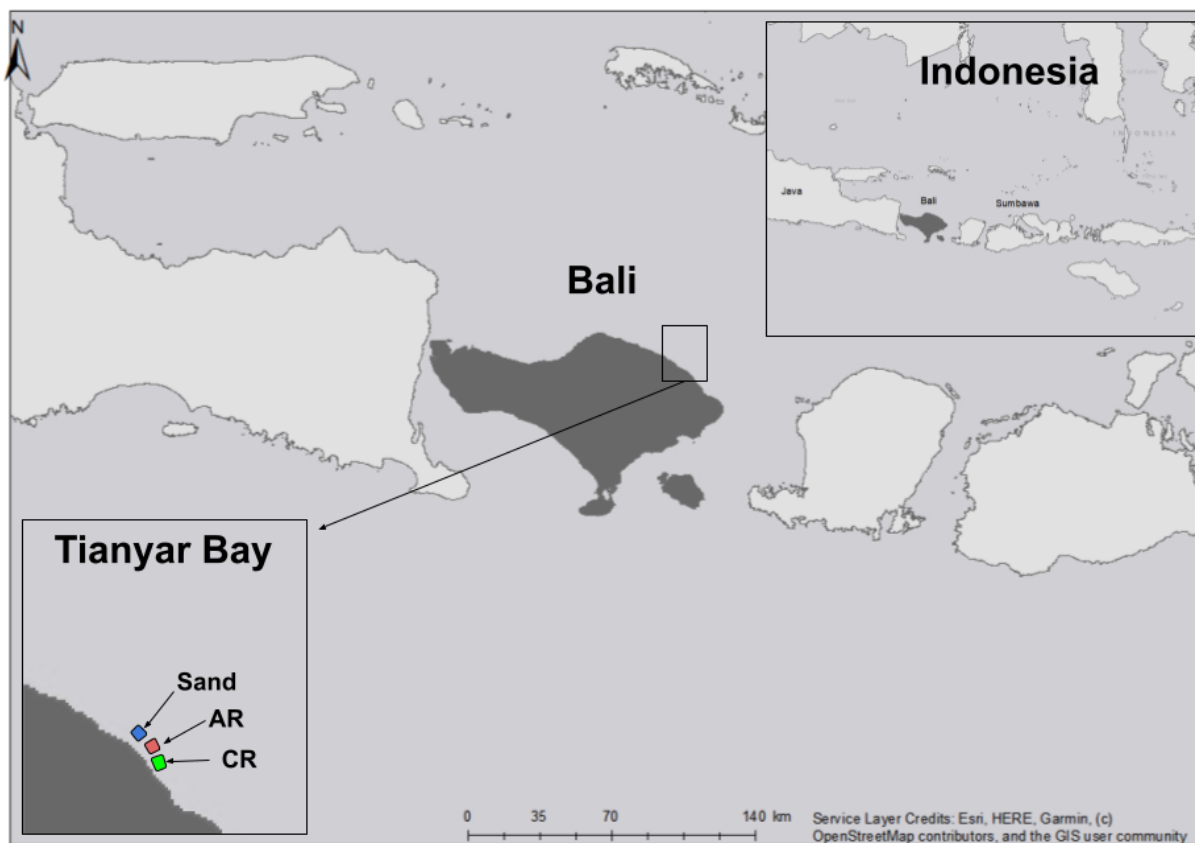 N
Indonesia
INDONESIA
Java
Bali
Sumbawa
Bali
Tianyar Bay
Sand
AR
CR
0 35 70 140 km
Service Layer Credits: Esri, HERE, Garmin, (c)
OpenStreetMap contributors, and the GIS user community